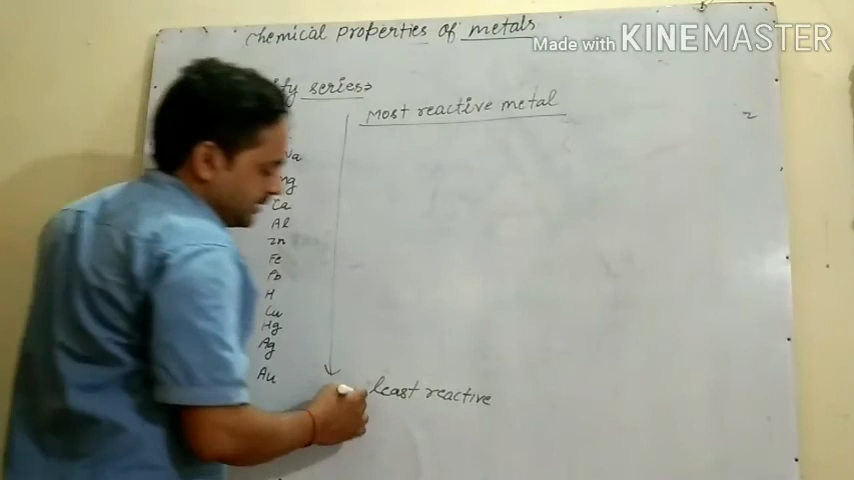 chemical properties of metals
Made with KINEMASTER
series
Most reactive metal
mg
Ca
Al
Zn
Fe
Pb
H
Cu
Hg
Ag
Au
least reactive